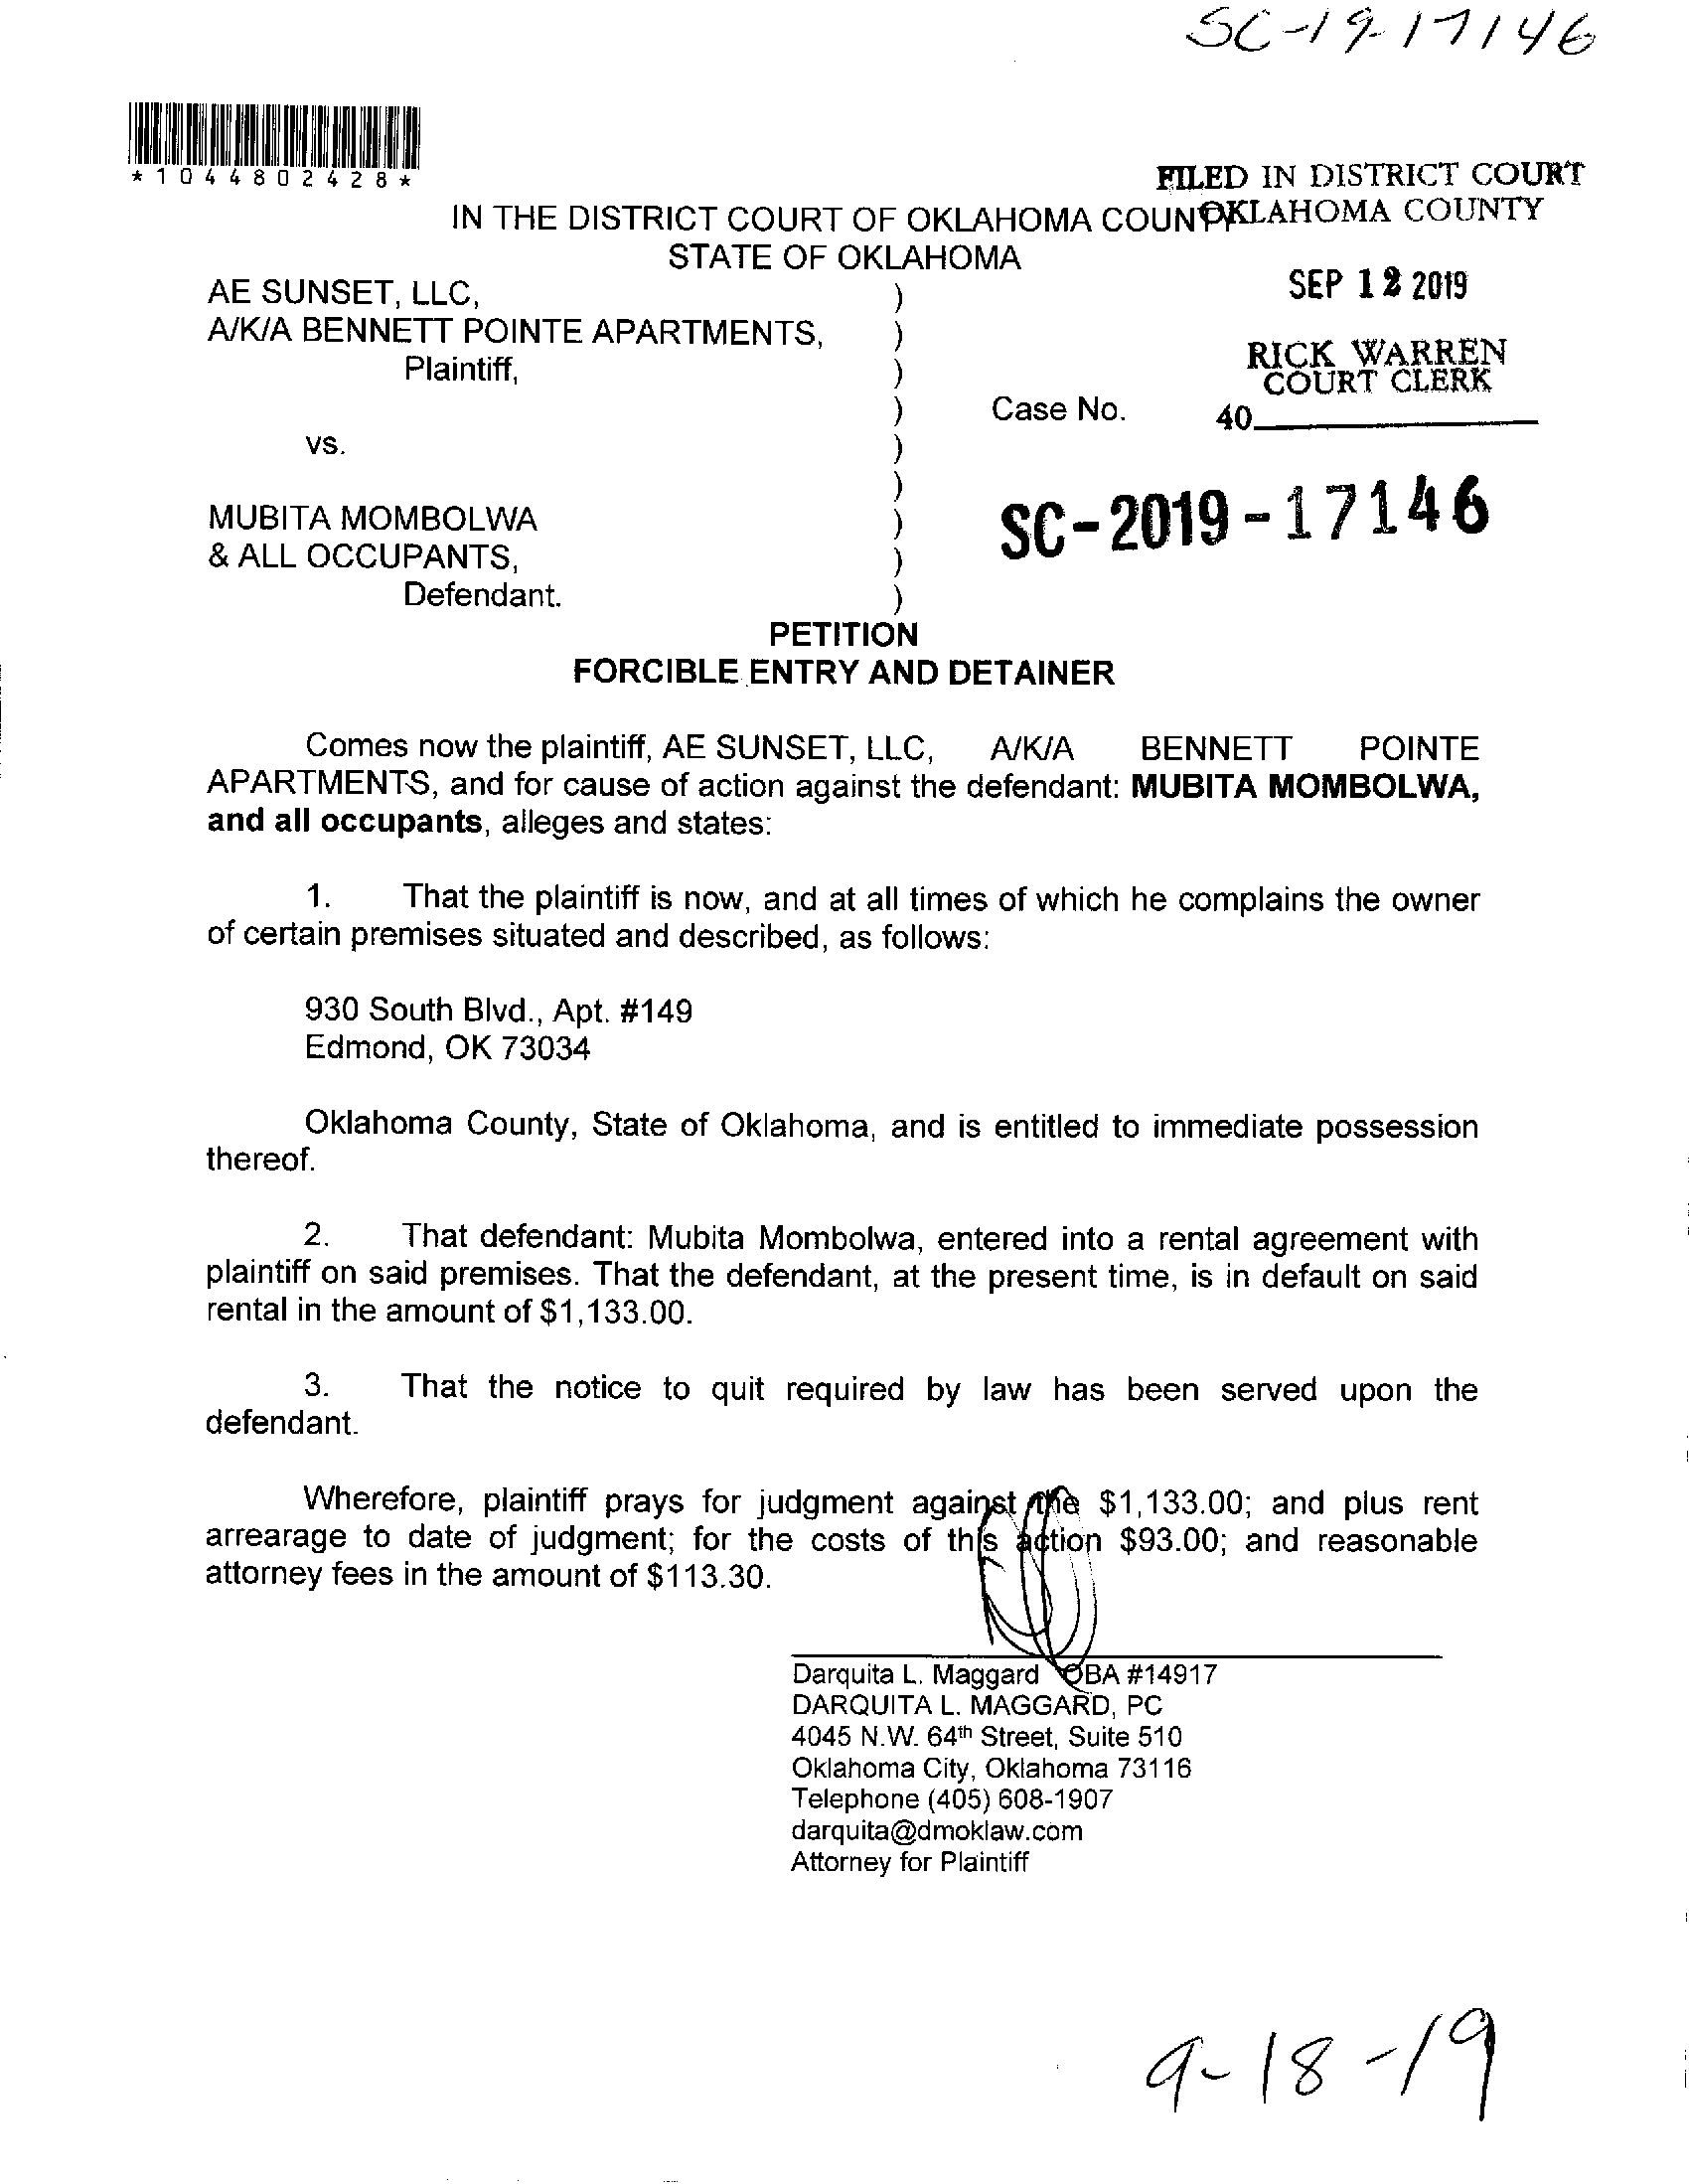 SC-19-17146
*1044802428*
FILED IN DISTRICT COURT
OKLAHOMA COUNTY
IN THE DISTRICT COURT OF OKLAHOMA COUNTY
STATE OF OKLAHOMA
SEP 12 2019
AE SUNSET, LLC, )
A/K/A BENNETT POINTE APARTMENTS, )
RICK WARREN
COURT CLERK
Plaintiff, )
) Case No. 40
vs. )
)
MUBITA MOMBOLWA ) SC-2019-17146
& ALL OCCUPANTS, )
Defendant. )
PETITION
FORCIBLE ENTRY AND DETAINER
Comes now the plaintiff, AE SUNSET, LLC, A/K/A BENNETT POINTE
APARTMENTS, and for cause of action against the defendant: MUBITA MOMBOLWA,
and all occupants, alleges and states:
1. That the plaintiff is now, and at all times of which he complains the owner
of certain premises situated and described, as follows:
930 South Blvd., Apt. #149
Edmond, OK 73034
Oklahoma County, State of Oklahoma, and is entitled to immediate possession
thereof.
2. That defendant: Mubita Mombolwa, entered into a rental agreement with
plaintiff on said premises. That the defendant, at the present time, is in default on said
rental in the amount of $1,133.00.
3. That the notice to quit required by law has been served upon the
defendant.
Wherefore, plaintiff prays for judgment against the $1,133.00; and plus rent
arrearage to date of judgment; for the costs of this action $93.00; and reasonable
attorney fees in the amount of $113.30.
Darquita L. Maggard OBA #14917
DARQUITA L. MAGGARD, PC
4045 N.W. 64th Street, Suite 510
Oklahoma City, Oklahoma 73116
Telephone (405) 608-1907
darquita@dmoklaw.com
Attorney for Plaintiff
9-18-19